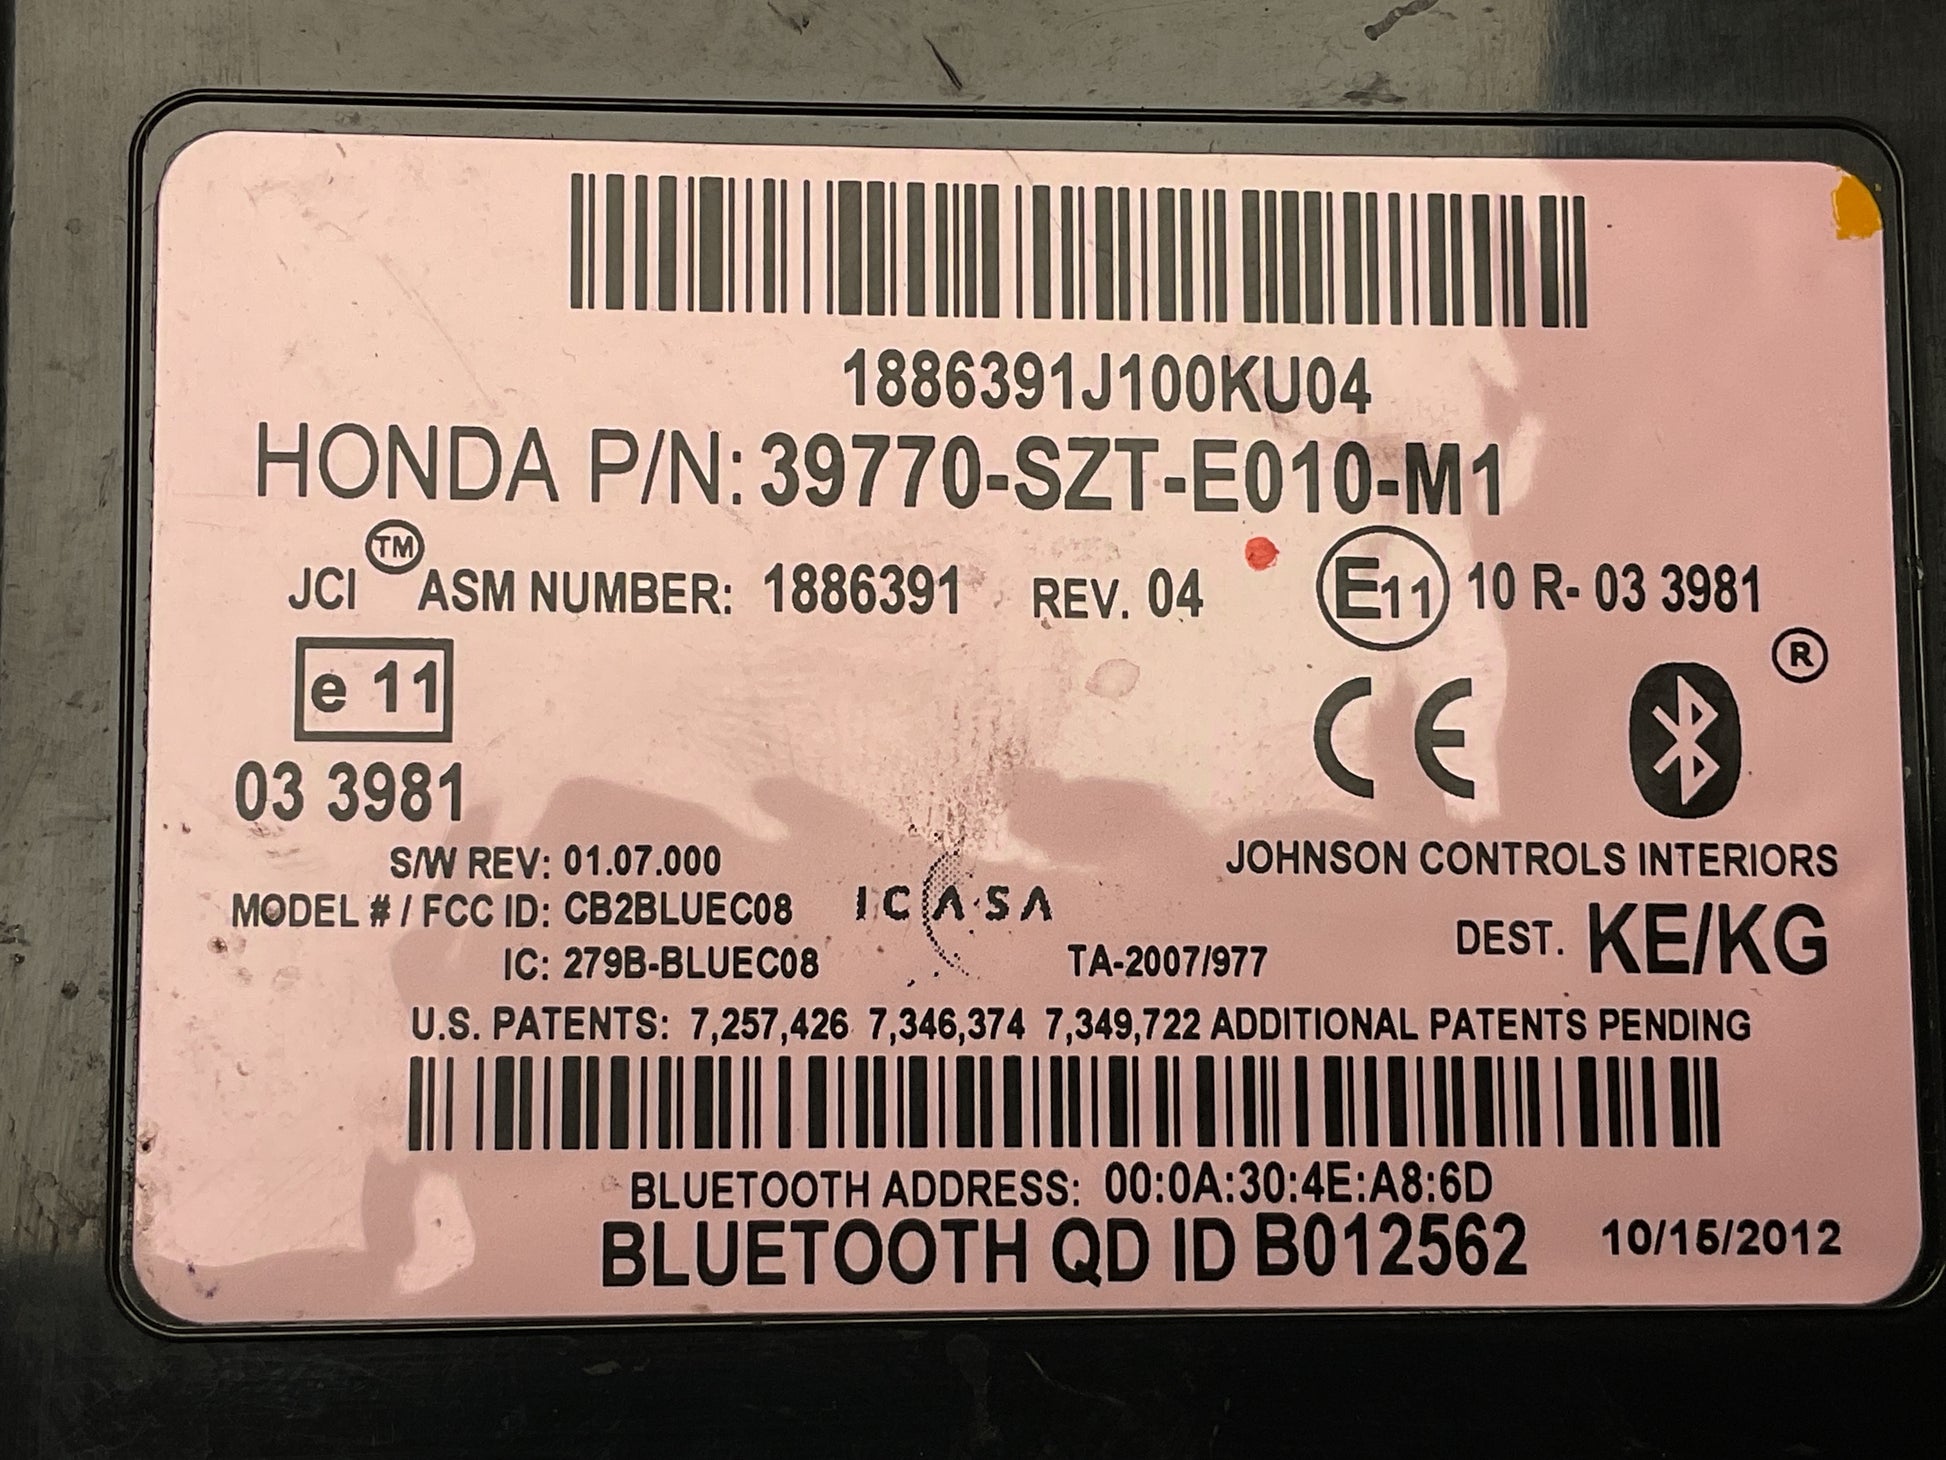 1886391J100KU04
HONDA P/N: 39770-SZT-E010-M1
JCI TM ASM NUMBER: 1886391 REV. 04 E11 10 R- 03 3981
e 11
03 3981
CE ®
S/W REV: 01.07.000
JOHNSON CONTROLS INTERIORS
MODEL # / FCC ID: CB2BLUEC08 ICASA
DEST. KE/KG
IC: 279B-BLUEC08 TA-2007/977
U.S. PATENTS: 7,257,426 7,346,374 7,349,722 ADDITIONAL PATENTS PENDING
BLUETOOTH ADDRESS: 00:0A:30:4E:A8:6D
BLUETOOTH QD ID B012562 10/15/2012